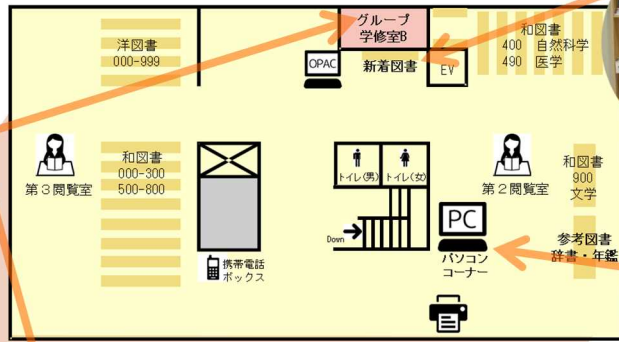 洋図書
000-999
グループ
学修室B
OPAC
新着図書
EV
和図書
400 自然科学
490 医学
第3閲覧室
和図書
000-300
500-800
トイレ(男)
トイレ(女)
第2閲覧室
和図書
900
文学
Down
PC
パソコン
コーナー
参考図書
辞書・年鑑
携帯電話
ボックス